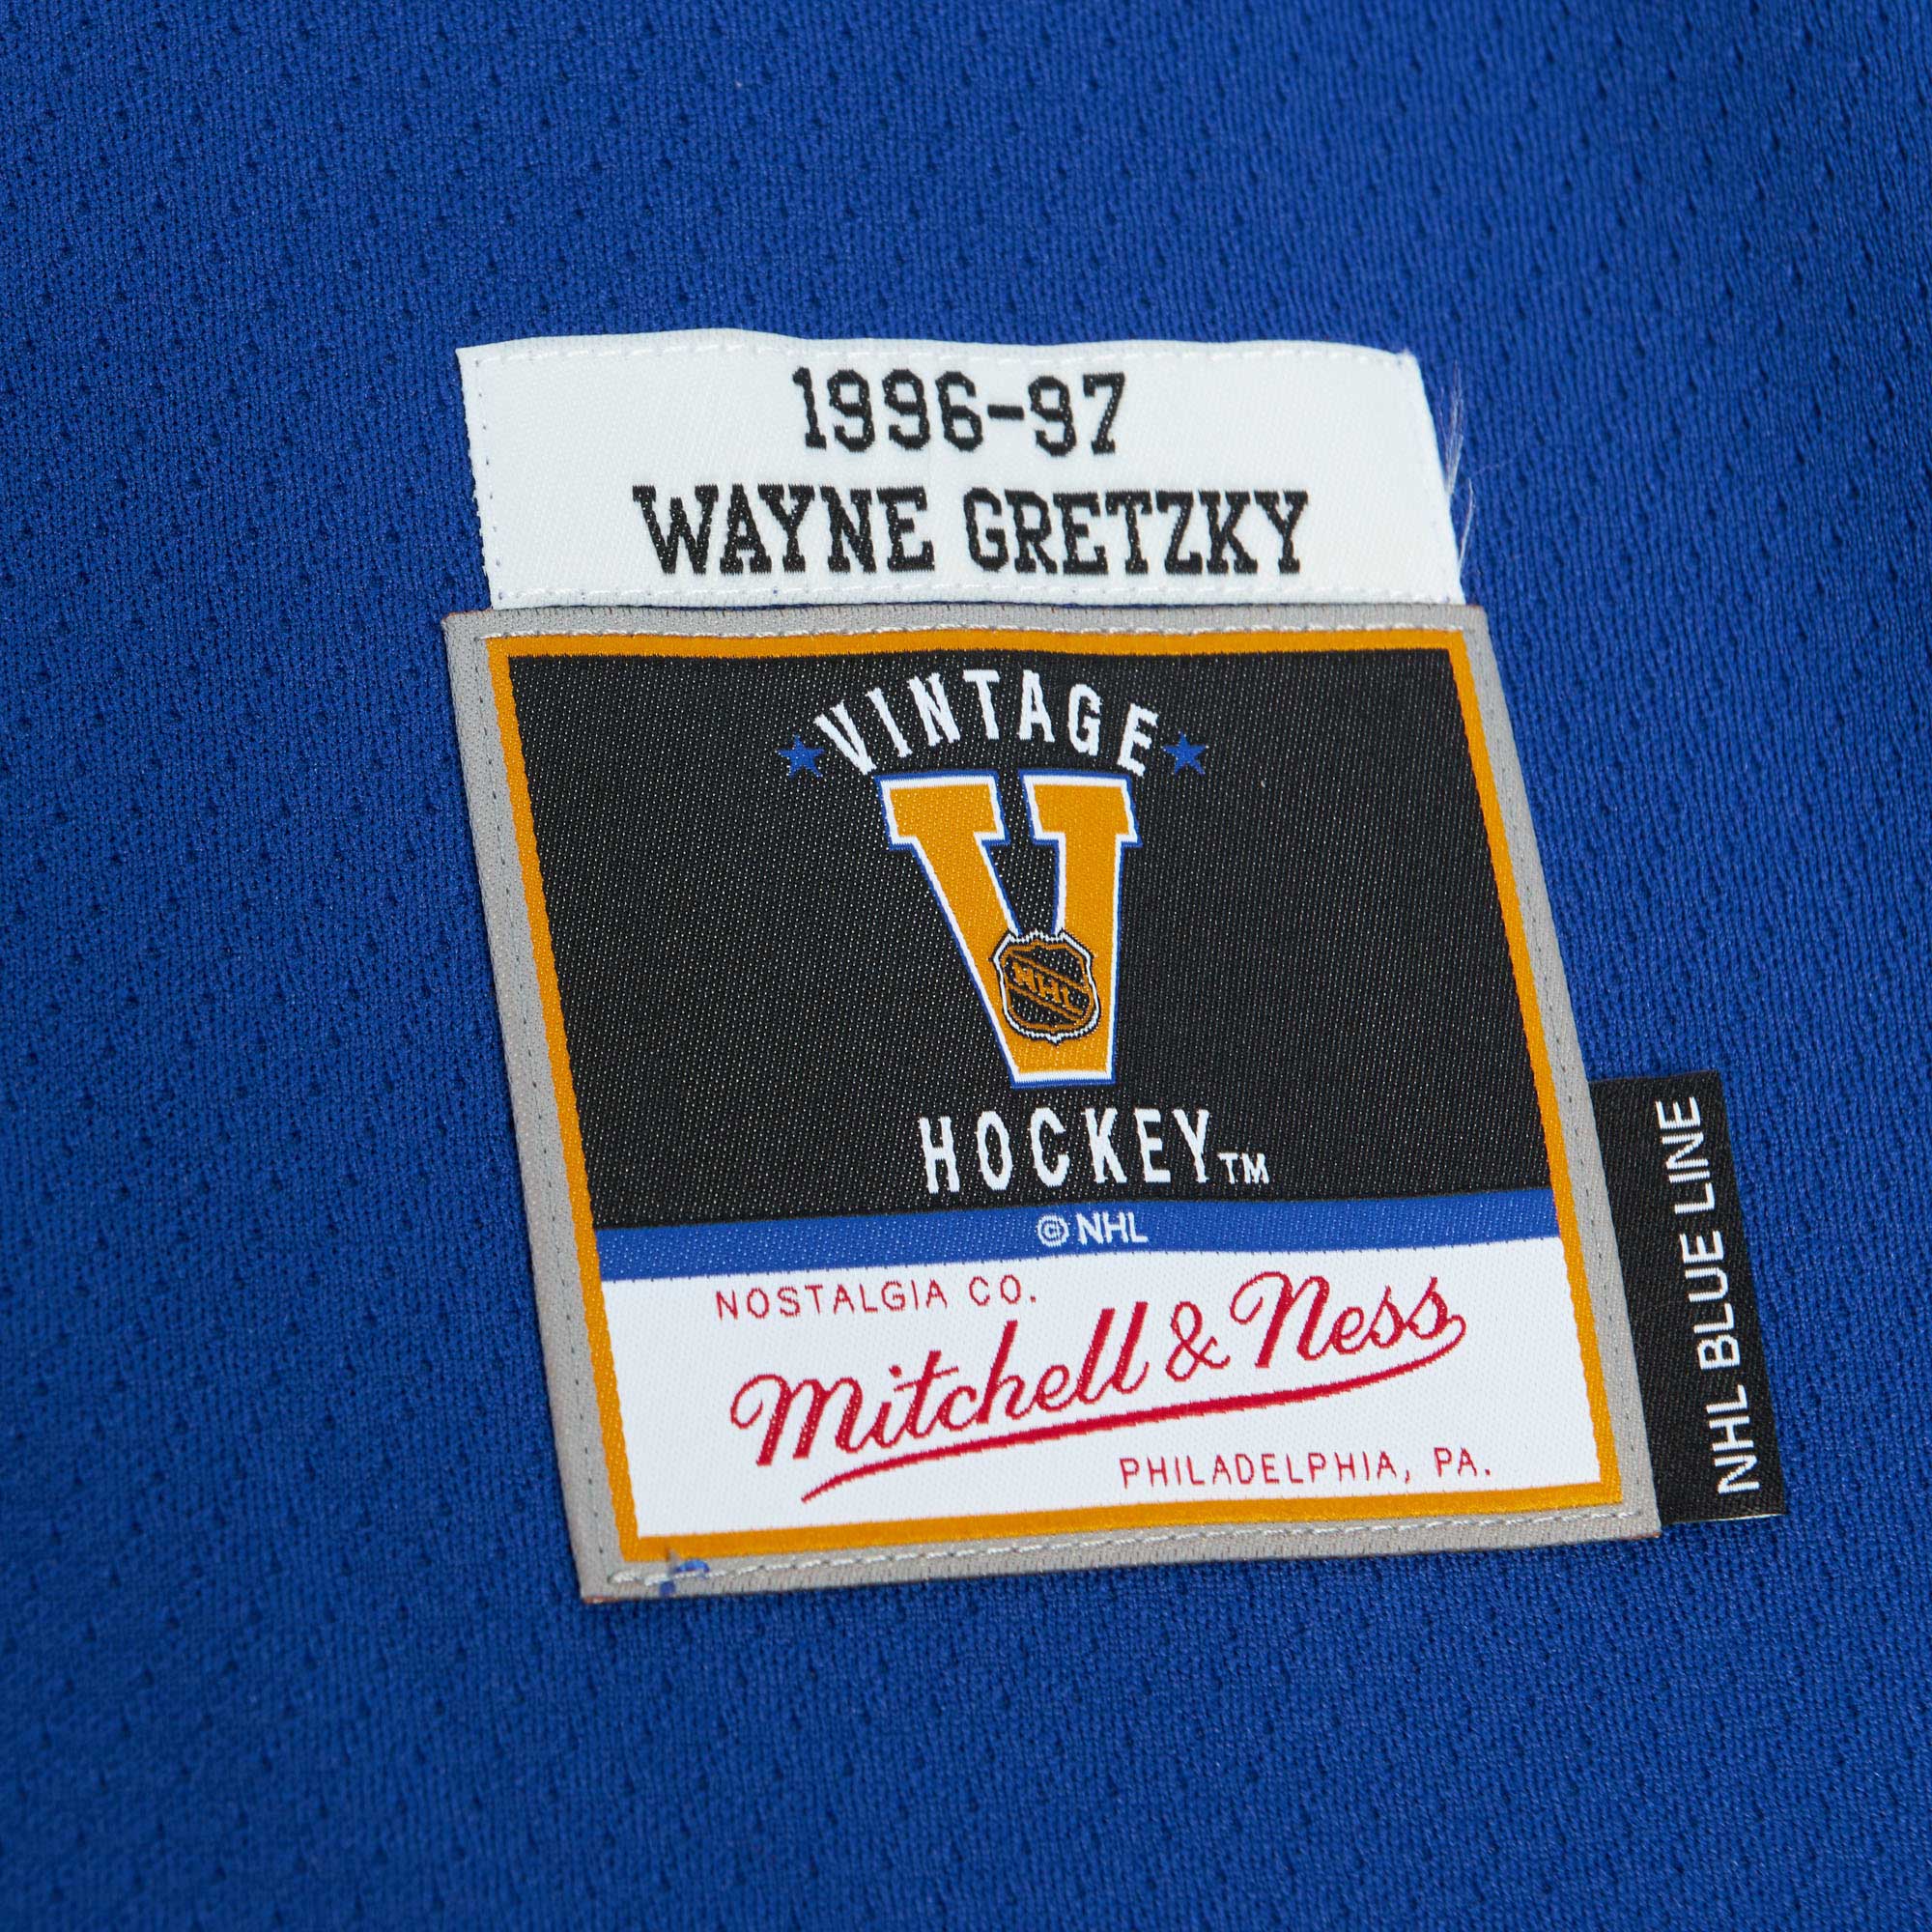 1996-97
WAYNE GRETZKY
VINTAGE
V
NHL
HOCKEY™
© NHL
NOSTALGIA CO.
Mitchell & Ness
PHILADELPHIA, PA.
NHL BLUE LINE